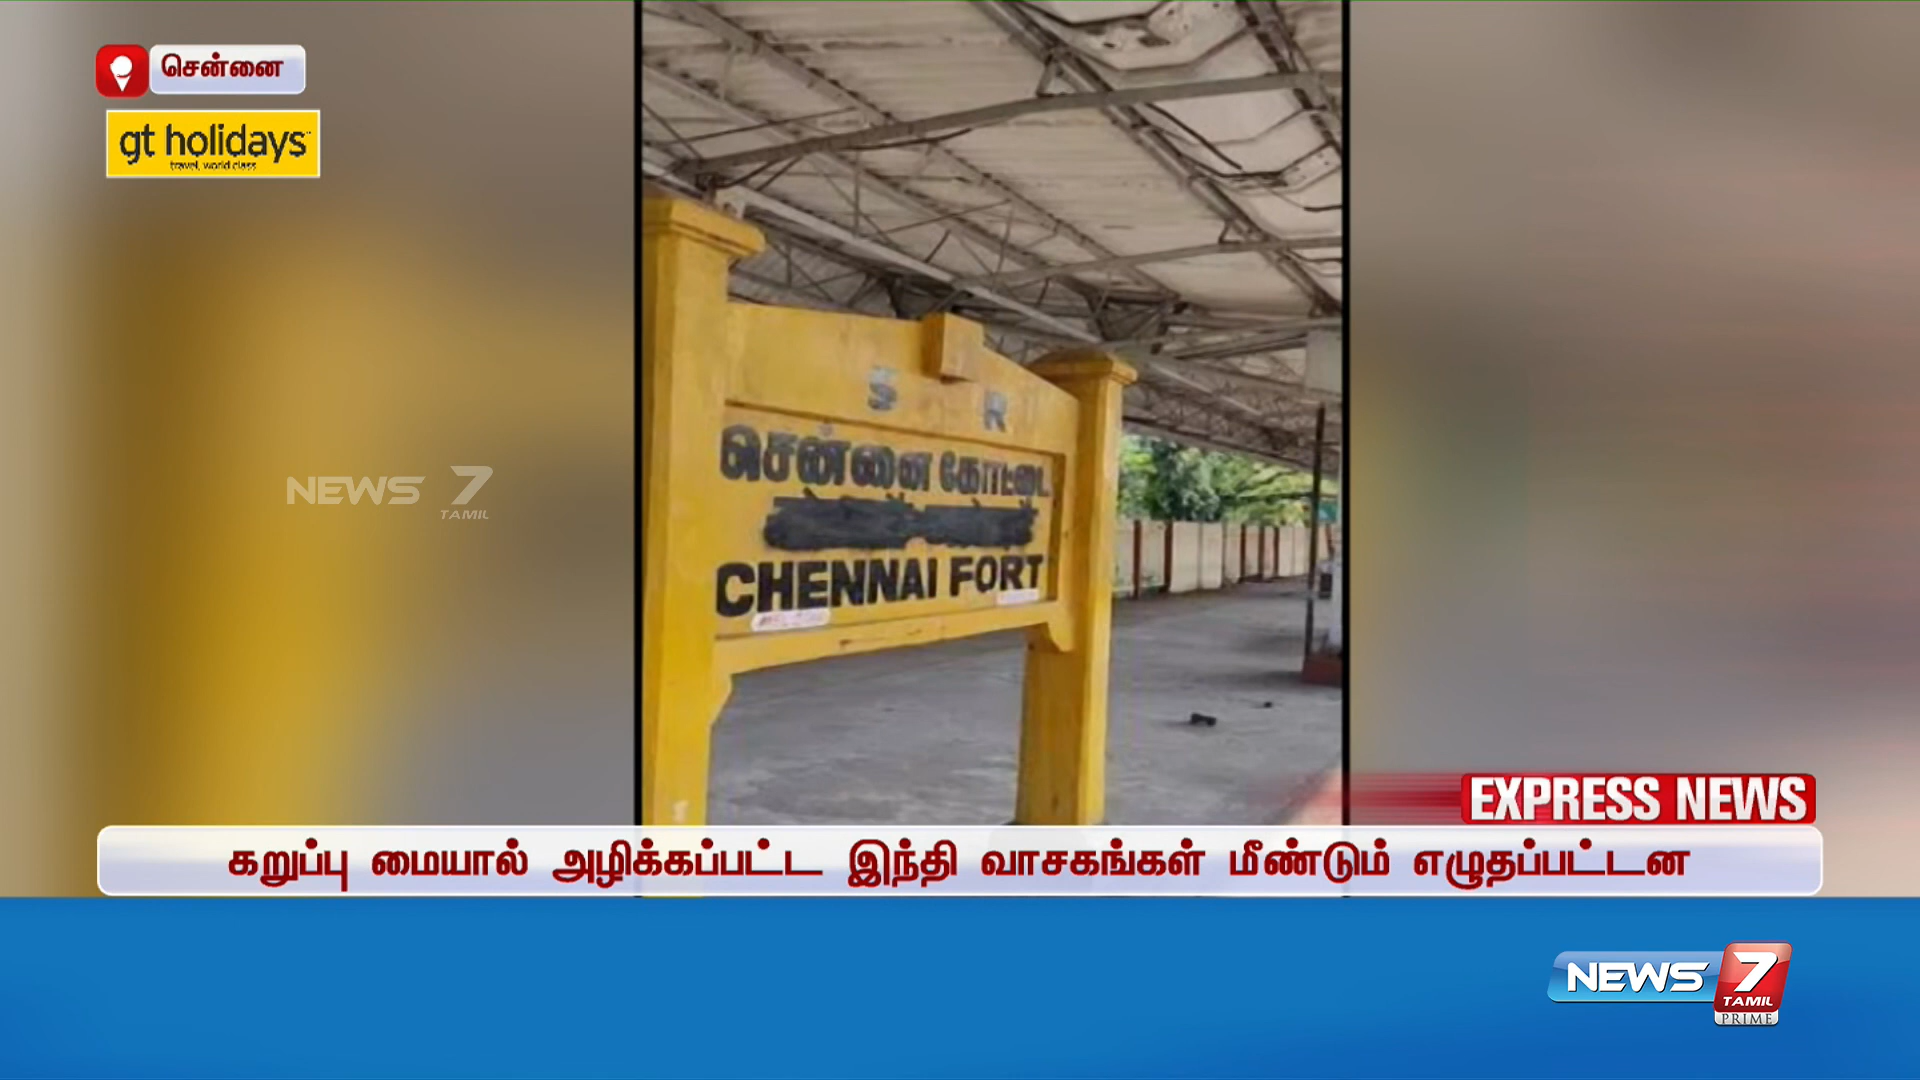 சென்னை
gt holidays
travel, world class
NEWS 7
TAMIL
S R
சென்னை கோட்டை
CHENNAI FORT
EXPRESS NEWS
கறுப்பு மையால் அழிக்கப்பட்ட இந்தி வாசகங்கள் மீண்டும் எழுதப்பட்டன
NEWS 7
TAMIL
PRIME